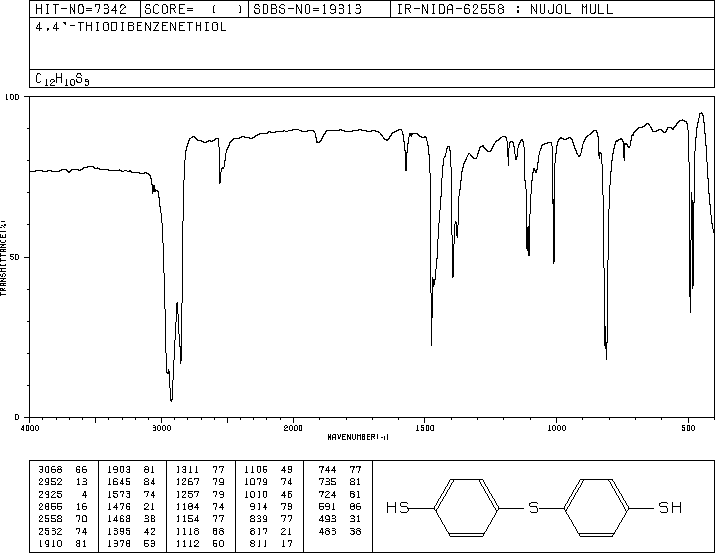 HIT-NO=7342 SCORE= ( ) SDBS-NO=19313 IR-NIDA-62558 : NUJOL MULL
4,4'-THIODIBENZENETHIOL
C12H10S3
100
50
0
TRANSMITTANCE(%)
4000 3000 2000 1500 1000 500
WAVENUMBER(-1)
3068 66 1903 81 1311 77 1106 49 744 77
2952 13 1645 84 1267 79 1079 74 735 81
2925 4 1573 74 1257 79 1010 46 724 81
2855 16 1476 21 1184 74 914 79 691 86
2558 70 1468 38 1154 77 839 77 493 31
2532 74 1395 42 1118 68 817 21 483 38
1910 81 1378 53 1112 50 811 17
HS S SH